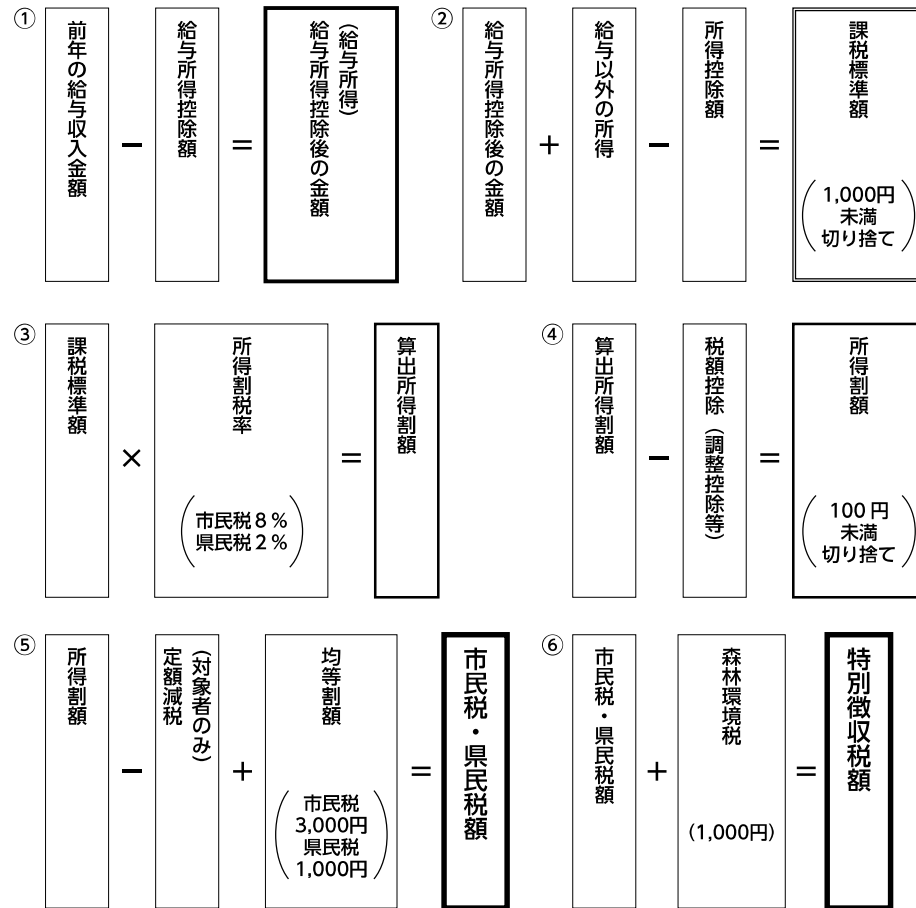 ①
前年の給与収入金額
−
給与所得控除額
=
(給与所得)
給与所得控除後の金額
②
給与所得控除後の金額
+
給与以外の所得
−
所得控除額
=
課税標準額
1,000円
未満
切り捨て
③
課税標準額
×
所得割税率
市民税8%
県民税2%
=
算出所得割額
④
算出所得割額
−
税額控除(調整控除等)
=
所得割額
100円
未満
切り捨て
⑤
所得割額
−
(対象者のみ)
定額減税
+
均等割額
市民税
3,000円
県民税
1,000円
=
市民税・県民税額
⑥
市民税・県民税額
+
森林環境税
(1,000円)
=
特別徴収税額